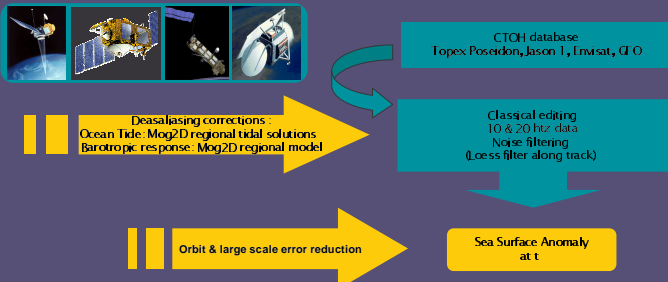 CTOH database
Topex Poseidon, Jason 1, Envisat, GFO
Deasaliasing corrections :
Ocean Tide: Mog2D regional tidal solutions
Barotropic response: Mog2D regional model
Classical editing
10 & 20 htz data
Noise filtering
(Loess filter along track)
Orbit & large scale error reduction
Sea Surface Anomaly
at t